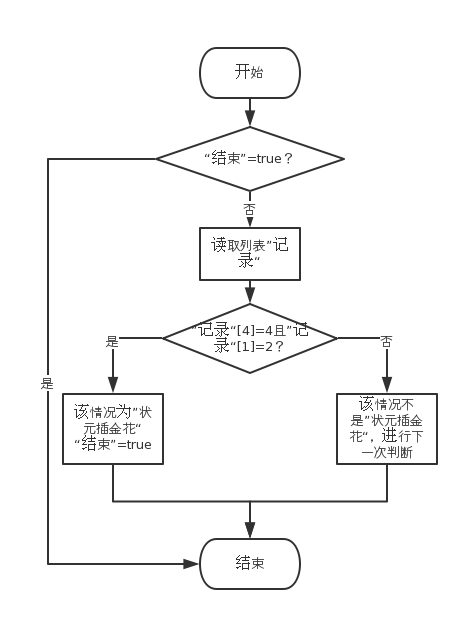 开始
“结束”=true？
否
读取列表”记
录“
”记录“[4]=4且”记
录“[1]=2？
是
否
是
该情况为”状
元插金花“
“结束”=true
该情况不
是”状元插金
花“，进行下
一次判断
结束